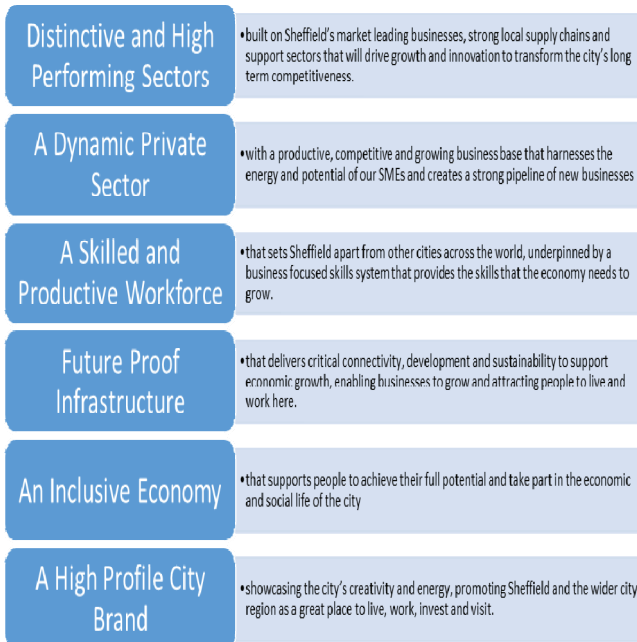 Distinctive and High
Performing Sectors
•built on Sheffield's market leading businesses, strong local supply chains and
support sectors that will drive growth and innovation to transform the city's long
term competitiveness.
A Dynamic Private
Sector
•with a productive, competitive and growing business base that harnesses the
energy and potential of our SMEs and creates a strong pipeline of new businesses
A Skilled and
Productive Workforce
•that sets Sheffield apart from other cities across the world, underpinned by a
business focused skills system that provides the skills that the economy needs to
grow.
Future Proof
Infrastructure
•that delivers critical connectivity, development and sustainability to support
economic growth, enabling businesses to grow and attracting people to live and
work here.
An Inclusive Economy
•that supports people to achieve their full potential and take part in the economic
and social life of the city
A High Profile City
Brand
•showcasing the city's creativity and energy, promoting Sheffield and the wider city
region as a great place to live, work, invest and visit.